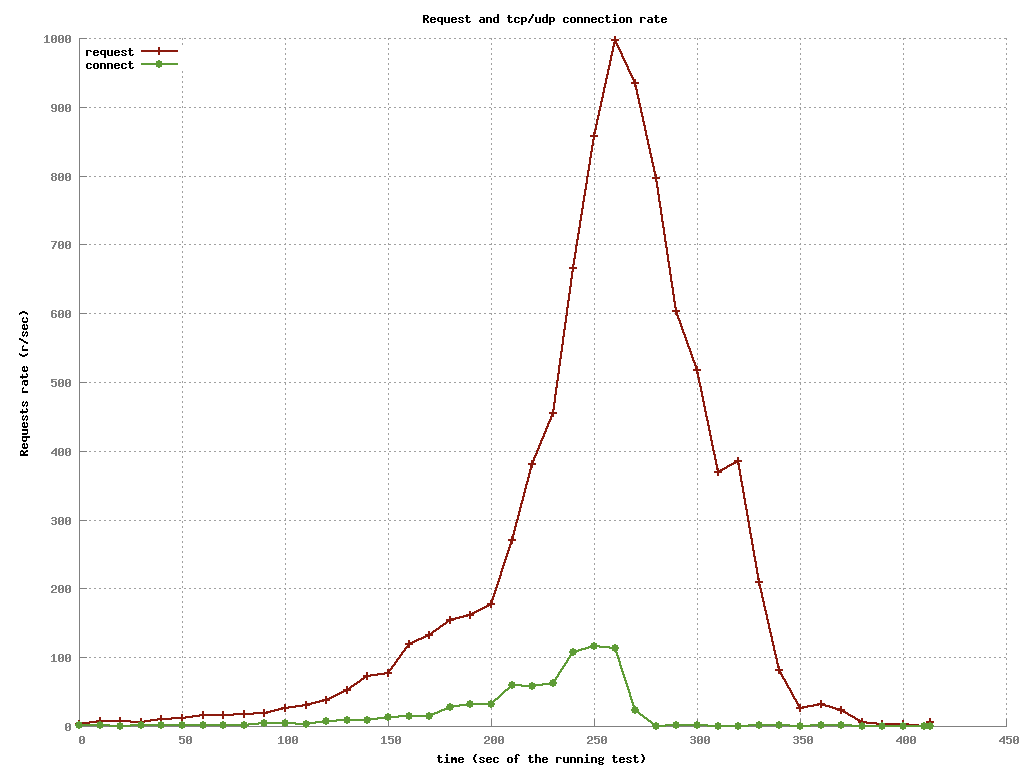 Request and tcp/udp connection rate
request
connect
1000
900
800
700
600
500
400
300
200
100
0
Requests rate (r/sec)
0 50 100 150 200 250 300 350 400 450
time (sec of the running test)